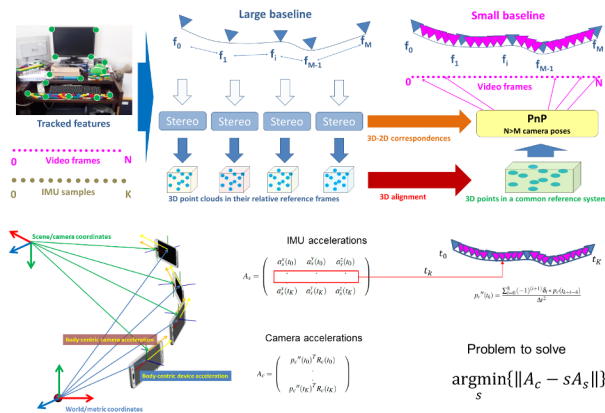 Large baseline
Small baseline
f0
f1
fi
fM-1
fM
f0
f1
fi
fM-1
fM
Video frames
0
N
Tracked features
Stereo
Stereo
Stereo
Stereo
3D-2D correspondences
PnP
N>M camera poses
0
N
Video frames
0
K
IMU samples
3D point clouds in their relative reference frames
3D alignment
3D points in a common reference system
Scene/camera coordinates
IMU accelerations
t0
tK
tk
Body-centric camera acceleration
Body-centric device acceleration
World/metric coordinates
Camera accelerations
Problem to solve
argmin{‖Ac − sAs‖}
s